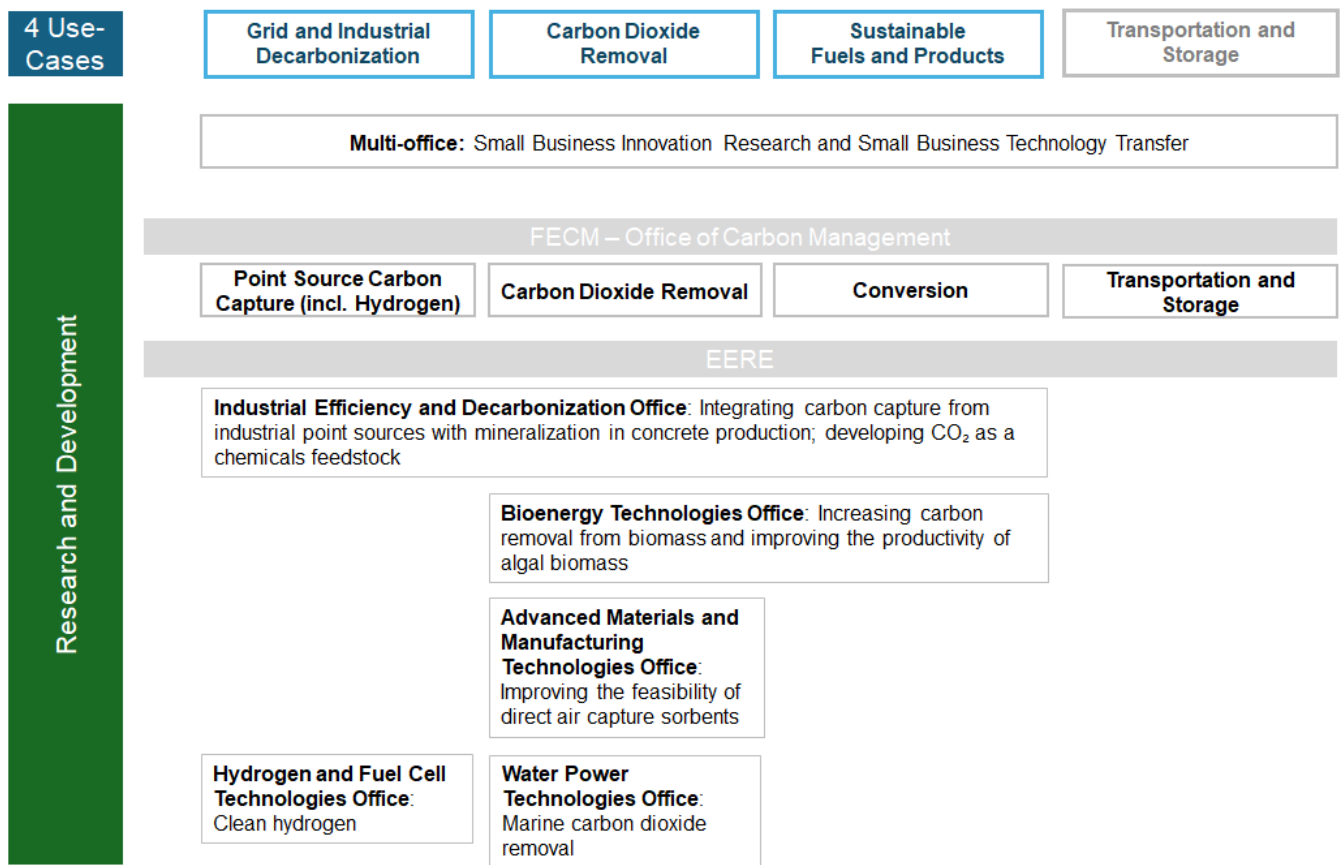 4 Use-
Cases
Grid and Industrial
Decarbonization
Carbon Dioxide
Removal
Sustainable
Fuels and Products
Transportation and
Storage
Research and Development
Multi-office: Small Business Innovation Research and Small Business Technology Transfer
FECM – Office of Carbon Management
Point Source Carbon
Capture (incl. Hydrogen)
Carbon Dioxide Removal
Conversion
Transportation and
Storage
EERE
Industrial Efficiency and Decarbonization Office: Integrating carbon capture from
industrial point sources with mineralization in concrete production; developing CO₂ as a
chemicals feedstock
Bioenergy Technologies Office: Increasing carbon
removal from biomass and improving the productivity of
algal biomass
Advanced Materials and
Manufacturing
Technologies Office:
Improving the feasibility of
direct air capture sorbents
Hydrogen and Fuel Cell
Technologies Office:
Clean hydrogen
Water Power
Technologies Office:
Marine carbon dioxide
removal